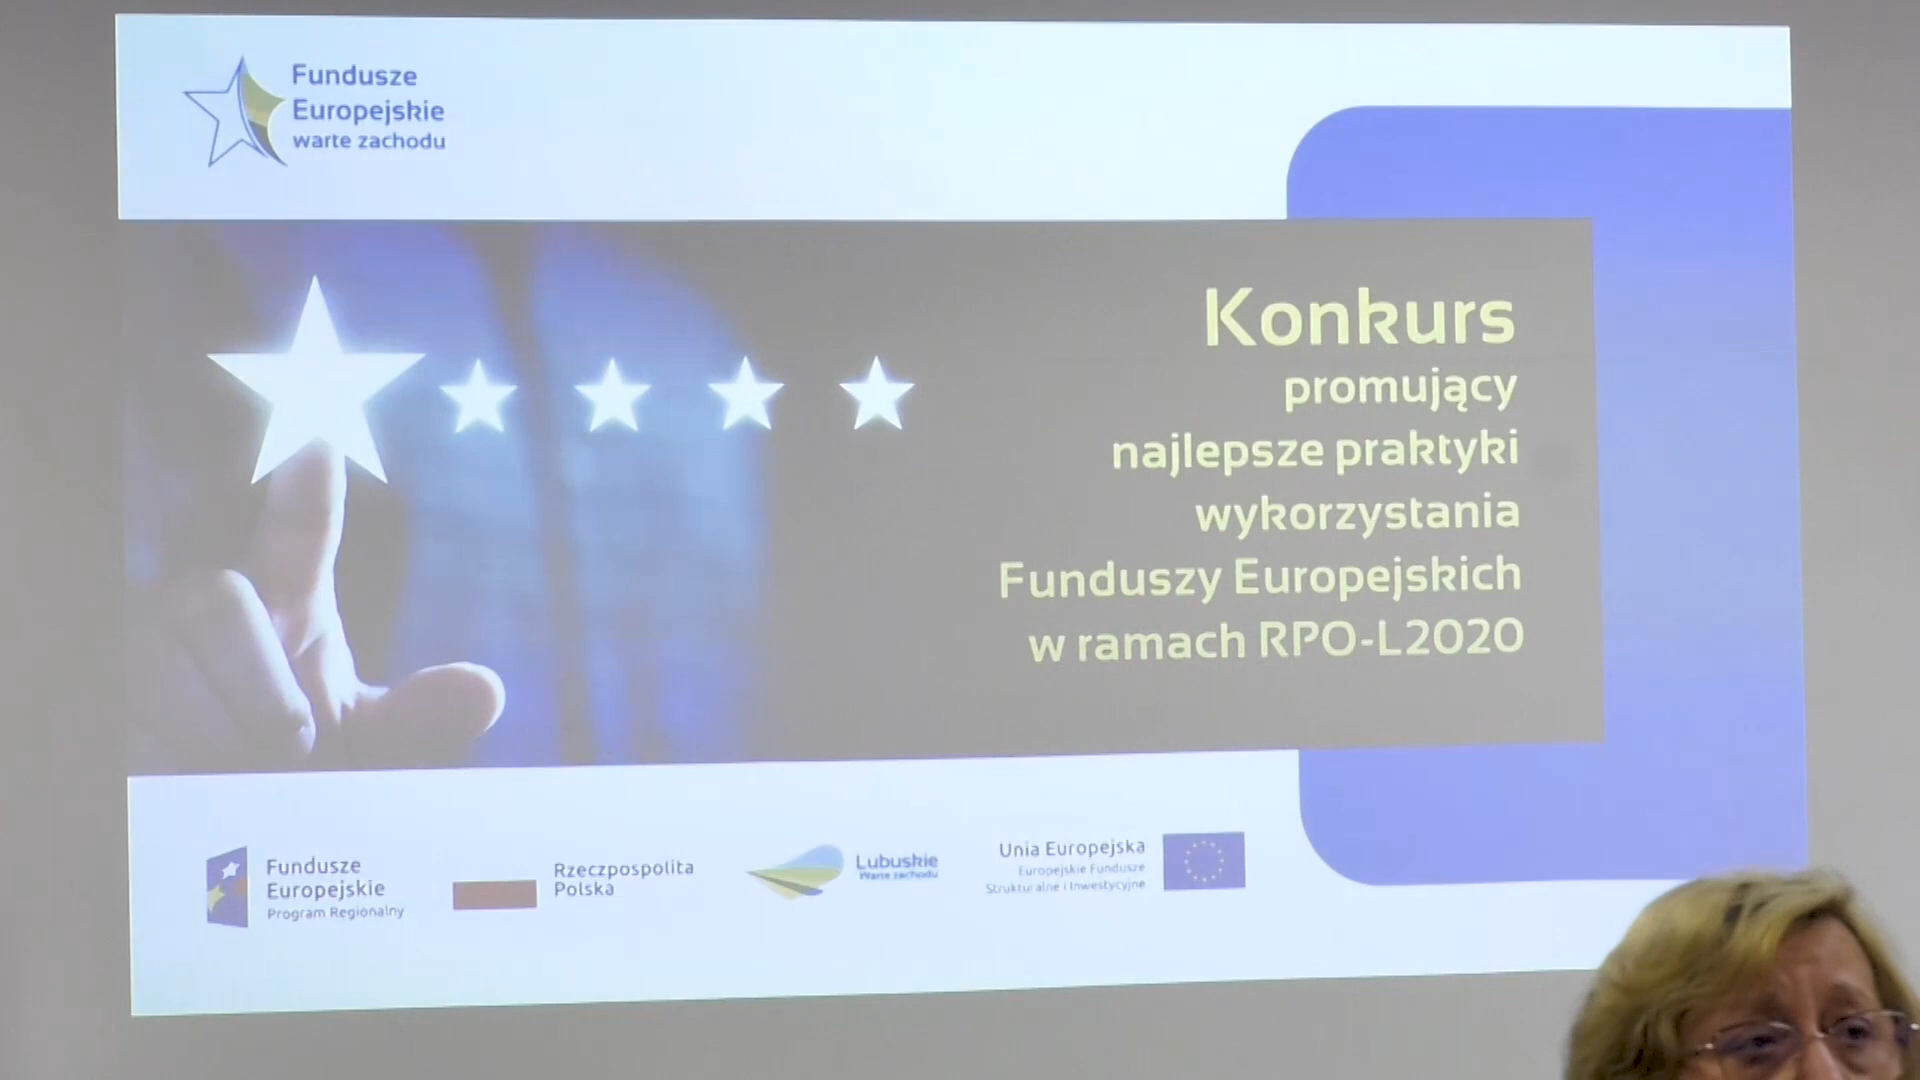 Fundusze
Europejskie
warte zachodu
Konkurs
promujący
najlepsze praktyki
wykorzystania
Funduszy Europejskich
w ramach RPO-L2020
Fundusze
Europejskie
Program Regionalny
Rzeczpospolita
Polska
Lubuskie
Warte zachodu
Unia Europejska
Europejskie Fundusze
Strukturalne i Inwestycyjne